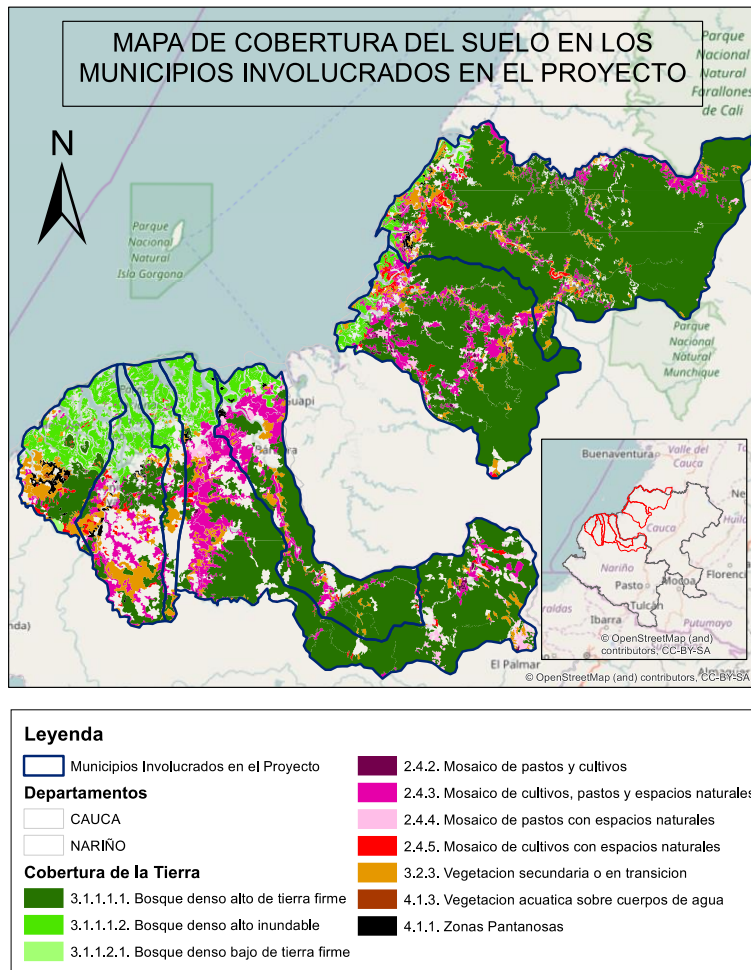 MAPA DE COBERTURA DEL SUELO EN LOS
MUNICIPIOS INVOLUCRADOS EN EL PROYECTO
Parque
Nacional
Natural
Farallones
de Cali
N
Parque
Nacional
Natural
Isla Gorgona
Parque
Nacional
Natural
Munchique
Guapi
El Palmar
Buenaventura
Valle del
Cauca
Cauca
Nariño
Pasto
Mocoa
Florencia
Tulcán
Ibarra
Putumayo
© OpenStreetMap (and)
contributors, CC-BY-SA
© OpenStreetMap (and) contributors, CC-BY-SA
Leyenda
Municipios Involucrados en el Proyecto
Departamentos
CAUCA
NARIÑO
Cobertura de la Tierra
3.1.1.1.1. Bosque denso alto de tierra firme
3.1.1.1.2. Bosque denso alto inundable
3.1.1.2.1. Bosque denso bajo de tierra firme
2.4.2. Mosaico de pastos y cultivos
2.4.3. Mosaico de cultivos, pastos y espacios naturales
2.4.4. Mosaico de pastos con espacios naturales
2.4.5. Mosaico de cultivos con espacios naturales
3.2.3. Vegetacion secundaria o en transicion
4.1.3. Vegetacion acuatica sobre cuerpos de agua
4.1.1. Zonas Pantanosas